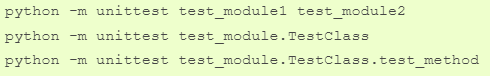 python -m unittest test_module1 test_module2
python -m unittest test_module.TestClass
python -m unittest test_module.TestClass.test_method